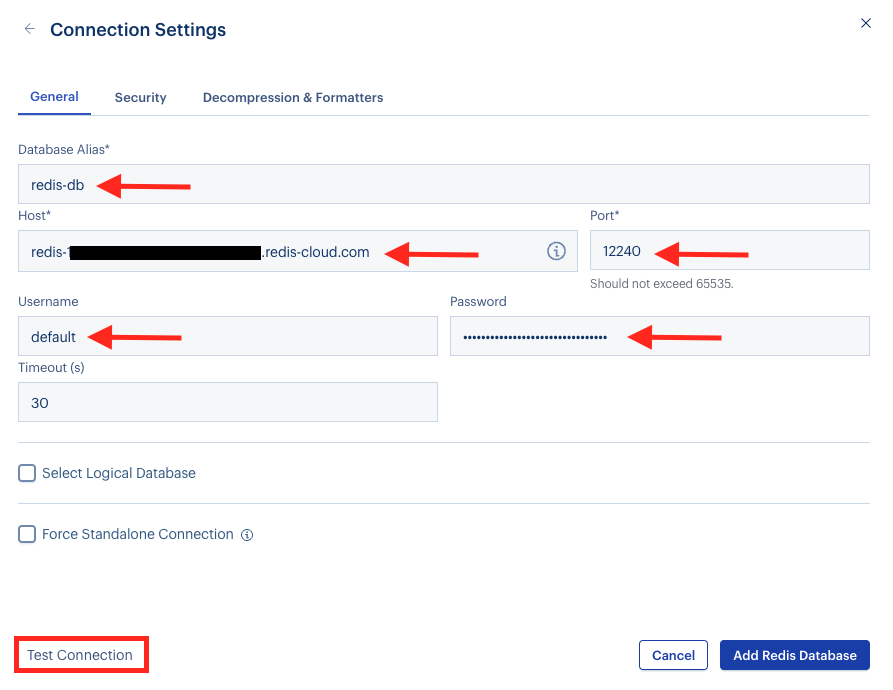 Connection Settings
General Security Decompression & Formatters
Database Alias*
redis-db
Host* Port*
redis-1 .redis-cloud.com 12240
Should not exceed 65535.
Username Password
default ••••••••••••••••••••••••••••••••
Timeout (s)
30
Select Logical Database
Force Standalone Connection
Test Connection Cancel Add Redis Database